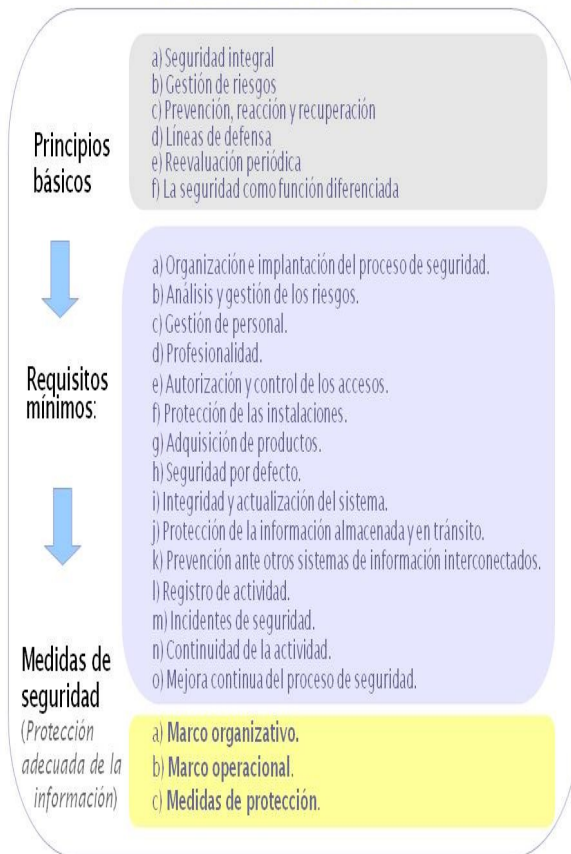 Principios
básicos
a) Seguridad integral
b) Gestión de riesgos
c) Prevención, reacción y recuperación
d) Líneas de defensa
e) Reevaluación periódica
f) La seguridad como función diferenciada
Requisitos
mínimos:
a) Organización e implantación del proceso de seguridad.
b) Análisis y gestión de los riesgos.
c) Gestión de personal.
d) Profesionalidad.
e) Autorización y control de los accesos.
f) Protección de las instalaciones.
g) Adquisición de productos.
h) Seguridad por defecto.
i) Integridad y actualización del sistema.
j) Protección de la información almacenada y en tránsito.
k) Prevención ante otros sistemas de información interconectados.
l) Registro de actividad.
m) Incidentes de seguridad.
n) Continuidad de la actividad.
o) Mejora continua del proceso de seguridad.
Medidas de
seguridad
(Protección
adecuada de la
información)
a) Marco organizativo.
b) Marco operacional.
c) Medidas de protección.